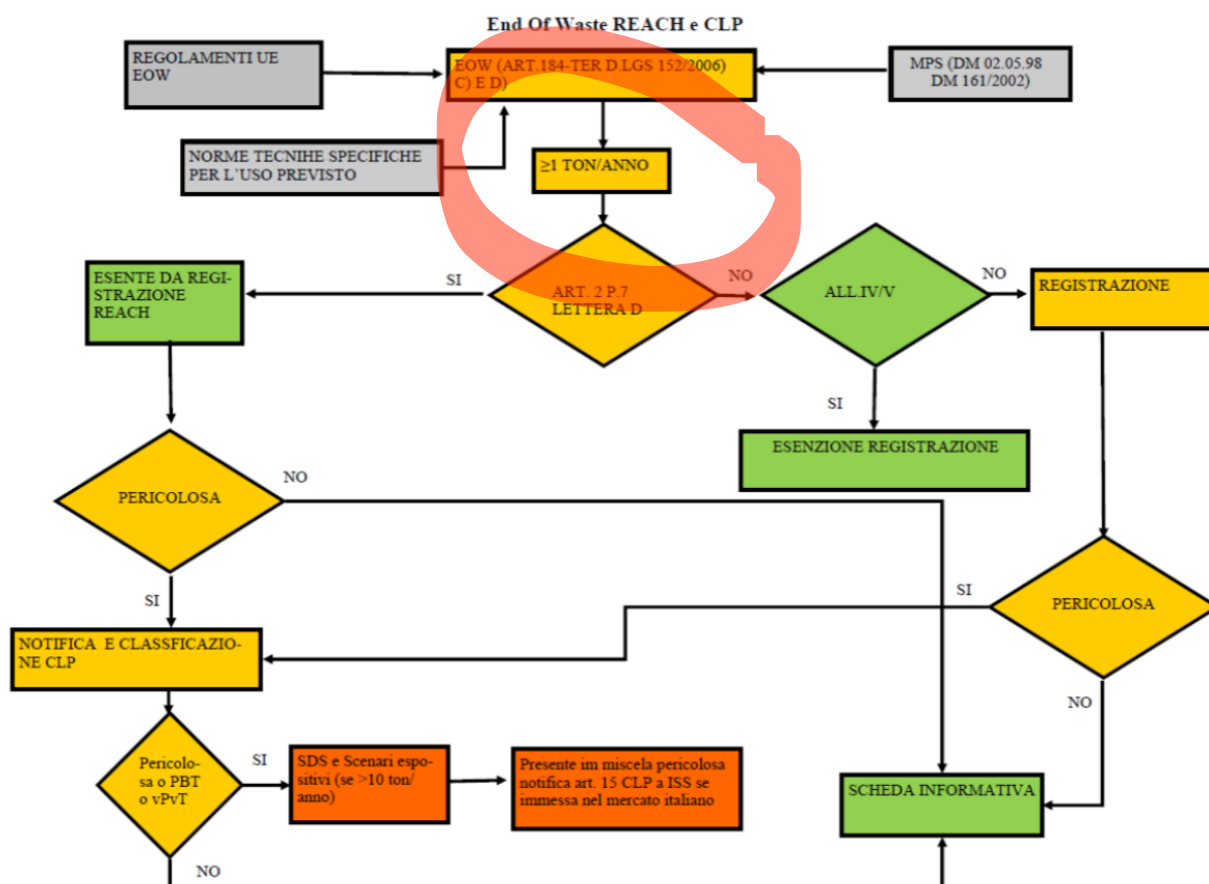 End Of Waste REACH e CLP
REGOLAMENTI UE
EOW
EOW (ART.184-TER D.LGS 152/2006)
C) E D)
MPS (DM 02.05.98
DM 161/2002)
NORME TECNIHE SPECIFICHE
PER L'USO PREVISTO
≥1 TON/ANNO
ESENTE DA REGI-
STRAZIONE
REACH
SI
ART. 2 P.7
LETTERA D
NO
ALL.IV/V
NO
REGISTRAZIONE
SI
ESENZIONE REGISTRAZIONE
PERICOLOSA
NO
SI
SI
PERICOLOSA
NOTIFICA E CLASSFICAZIO-
NE CLP
NO
Pericolo-
sa o PBT
o vPvT
SI
SDS e Scenari espo-
sitivi (se >10 ton/
anno)
Presente im miscela pericolosa
notifica art. 15 CLP a ISS se
immessa nel mercato italiano
SCHEDA INFORMATIVA
NO